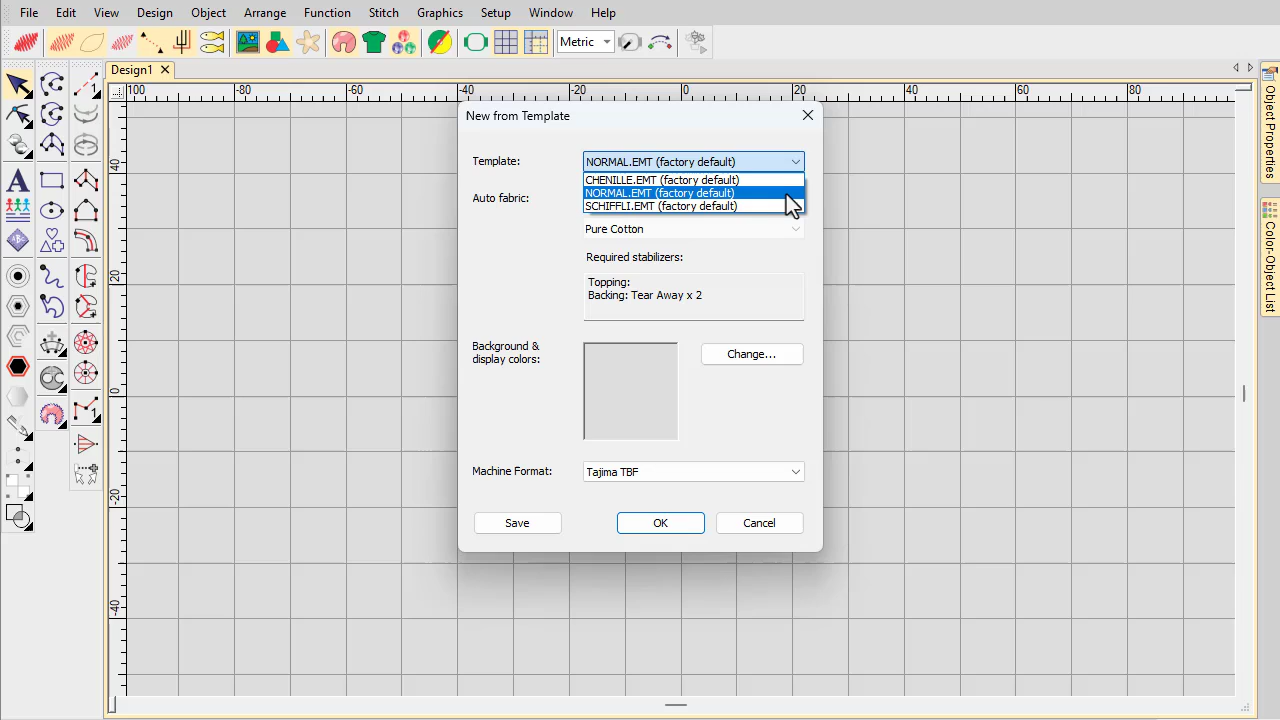 File Edit View Design Object Arrange Function Stitch Graphics Setup Window Help
Metric
Design1
100 -80 -60 -40 -20 0 20 40 60 80
New from Template
Template: NORMAL.EMT (factory default)
CHENILLE.EMT (factory default)
NORMAL.EMT (factory default)
SCHIFFLI.EMT (factory default)
Auto fabric:
Pure Cotton
Required stabilizers:
Topping:
Backing: Tear Away x 2
Background &
display colors:
Change...
Machine Format: Tajima TBF
Save OK Cancel
40
20
0
-20
-40
Object Properties
Color-Object List
A
ABC
1
1